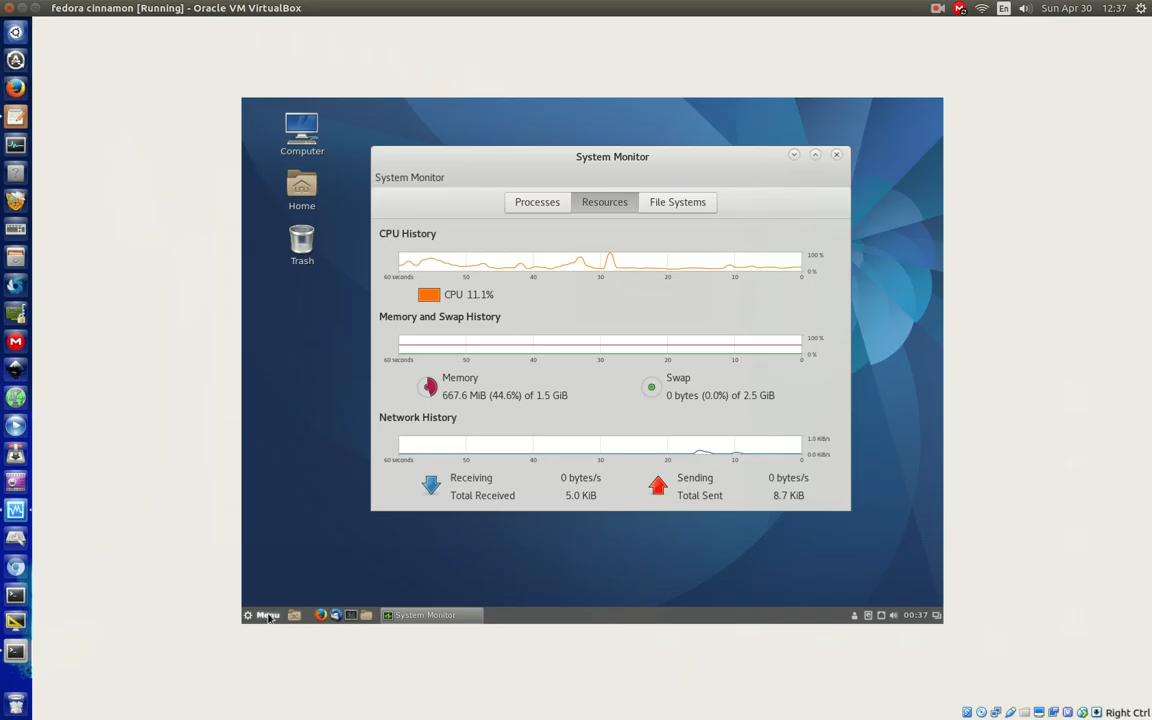 fedora cinnamon [Running] - Oracle VM VirtualBox
En
Sun Apr 30
12:37
Computer
Home
Trash
System Monitor
System Monitor
Processes
Resources
File Systems
CPU History
100 %
0 %
60 seconds
50
40
30
20
10
0
CPU 11.1%
Memory and Swap History
100 %
0 %
60 seconds
50
40
30
20
10
0
Memory
667.6 MiB (44.6%) of 1.5 GiB
Swap
0 bytes (0.0%) of 2.5 GiB
Network History
1.0 KiB/s
0.0 KiB/s
60 seconds
50
40
30
20
10
0
Receiving
0 bytes/s
Total Received
5.0 KiB
Sending
0 bytes/s
Total Sent
8.7 KiB
Menu
System Monitor
00:37
Right Ctrl